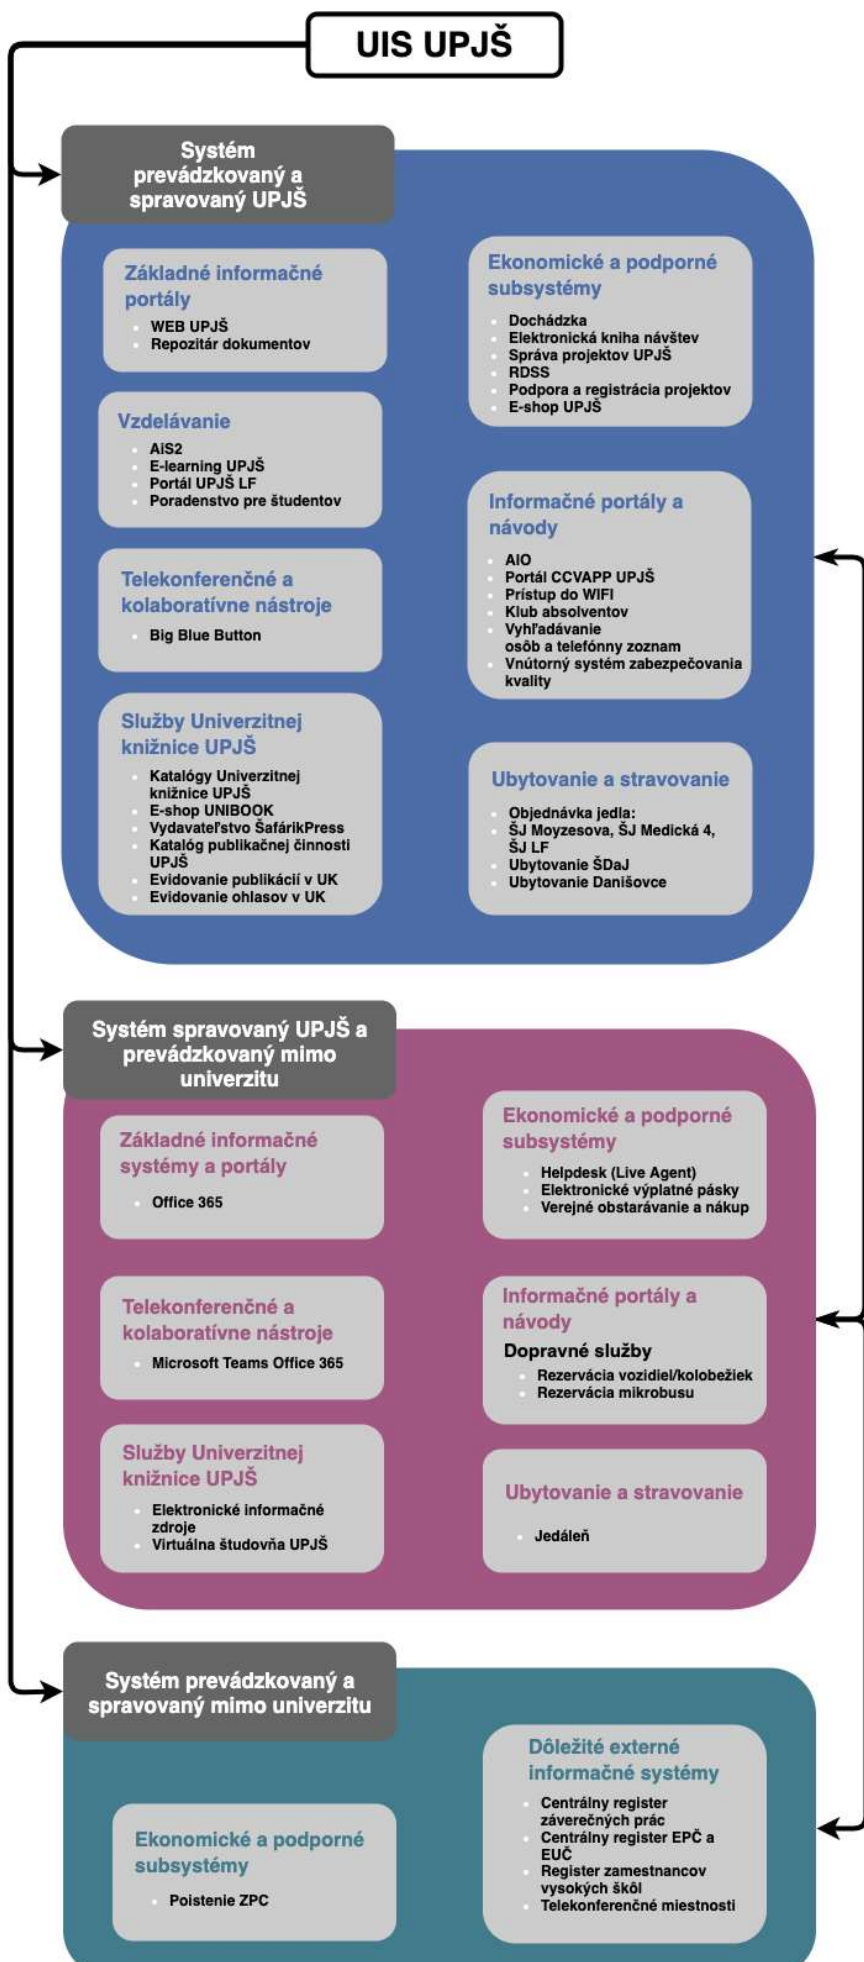 UIS UPJŠ
Systém
prevádzkovaný a
spravovaný UPJŠ
Základné informačné
portály
WEB UPJŠ
Repozitár dokumentov
Vzdelávanie
AiS2
E-learning UPJŠ
Portál UPJŠ LF
Poradenstvo pre študentov
Telekonferenčné a
kolaboratívne nástroje
Big Blue Button
Služby Univerzitnej
knižnice UPJŠ
Katalógy Univerzitnej
knižnice UPJŠ
E-shop UNIBOOK
Vydavateľstvo ŠafárikPress
Katalóg publikačnej činnosti
UPJŠ
Evidovanie publikácií v UK
Evidovanie ohlasov v UK
Ekonomické a podporné
subsystémy
Dochádzka
Elektronická kniha návštev
Správa projektov UPJŠ
RDSS
Podpora a registrácia projektov
E-shop UPJŠ
Informačné portály a
návody
AIO
Portál CCVAPP UPJŠ
Prístup do WIFI
Klub absolventov
Vyhľadávanie
osôb a telefónny zoznam
Vnútorný systém zabezpečovania
kvality
Ubytovanie a stravovanie
Objednávka jedla:
ŠJ Moyzesova, ŠJ Medická 4,
ŠJ LF
Ubytovanie ŠDaJ
Ubytovanie Danišovce
Systém spravovaný UPJŠ a
prevádzkovaný mimo
univerzitu
Základné informačné
systémy a portály
Office 365
Telekonferenčné a
kolaboratívne nástroje
Microsoft Teams Office 365
Služby Univerzitnej
knižnice UPJŠ
Elektronické informačné
zdroje
Virtuálna študovňa UPJŠ
Ekonomické a podporné
subsystémy
Helpdesk (Live Agent)
Elektronické výplatné pásky
Verejné obstarávanie a nákup
Informačné portály a
návody
Dopravné služby
Rezervácia vozidiel/kolobežiek
Rezervácia mikrobusu
Ubytovanie a stravovanie
Jedáleň
Systém prevádzkovaný a
spravovaný mimo univerzitu
Ekonomické a podporné
subsystémy
Poistenie ZPC
Dôležité externé
informačné systémy
Centrálny register
záverečných prác
Centrálny register EPČ a
EUČ
Register zamestnancov
vysokých škôl
Telekonferenčné miestnosti